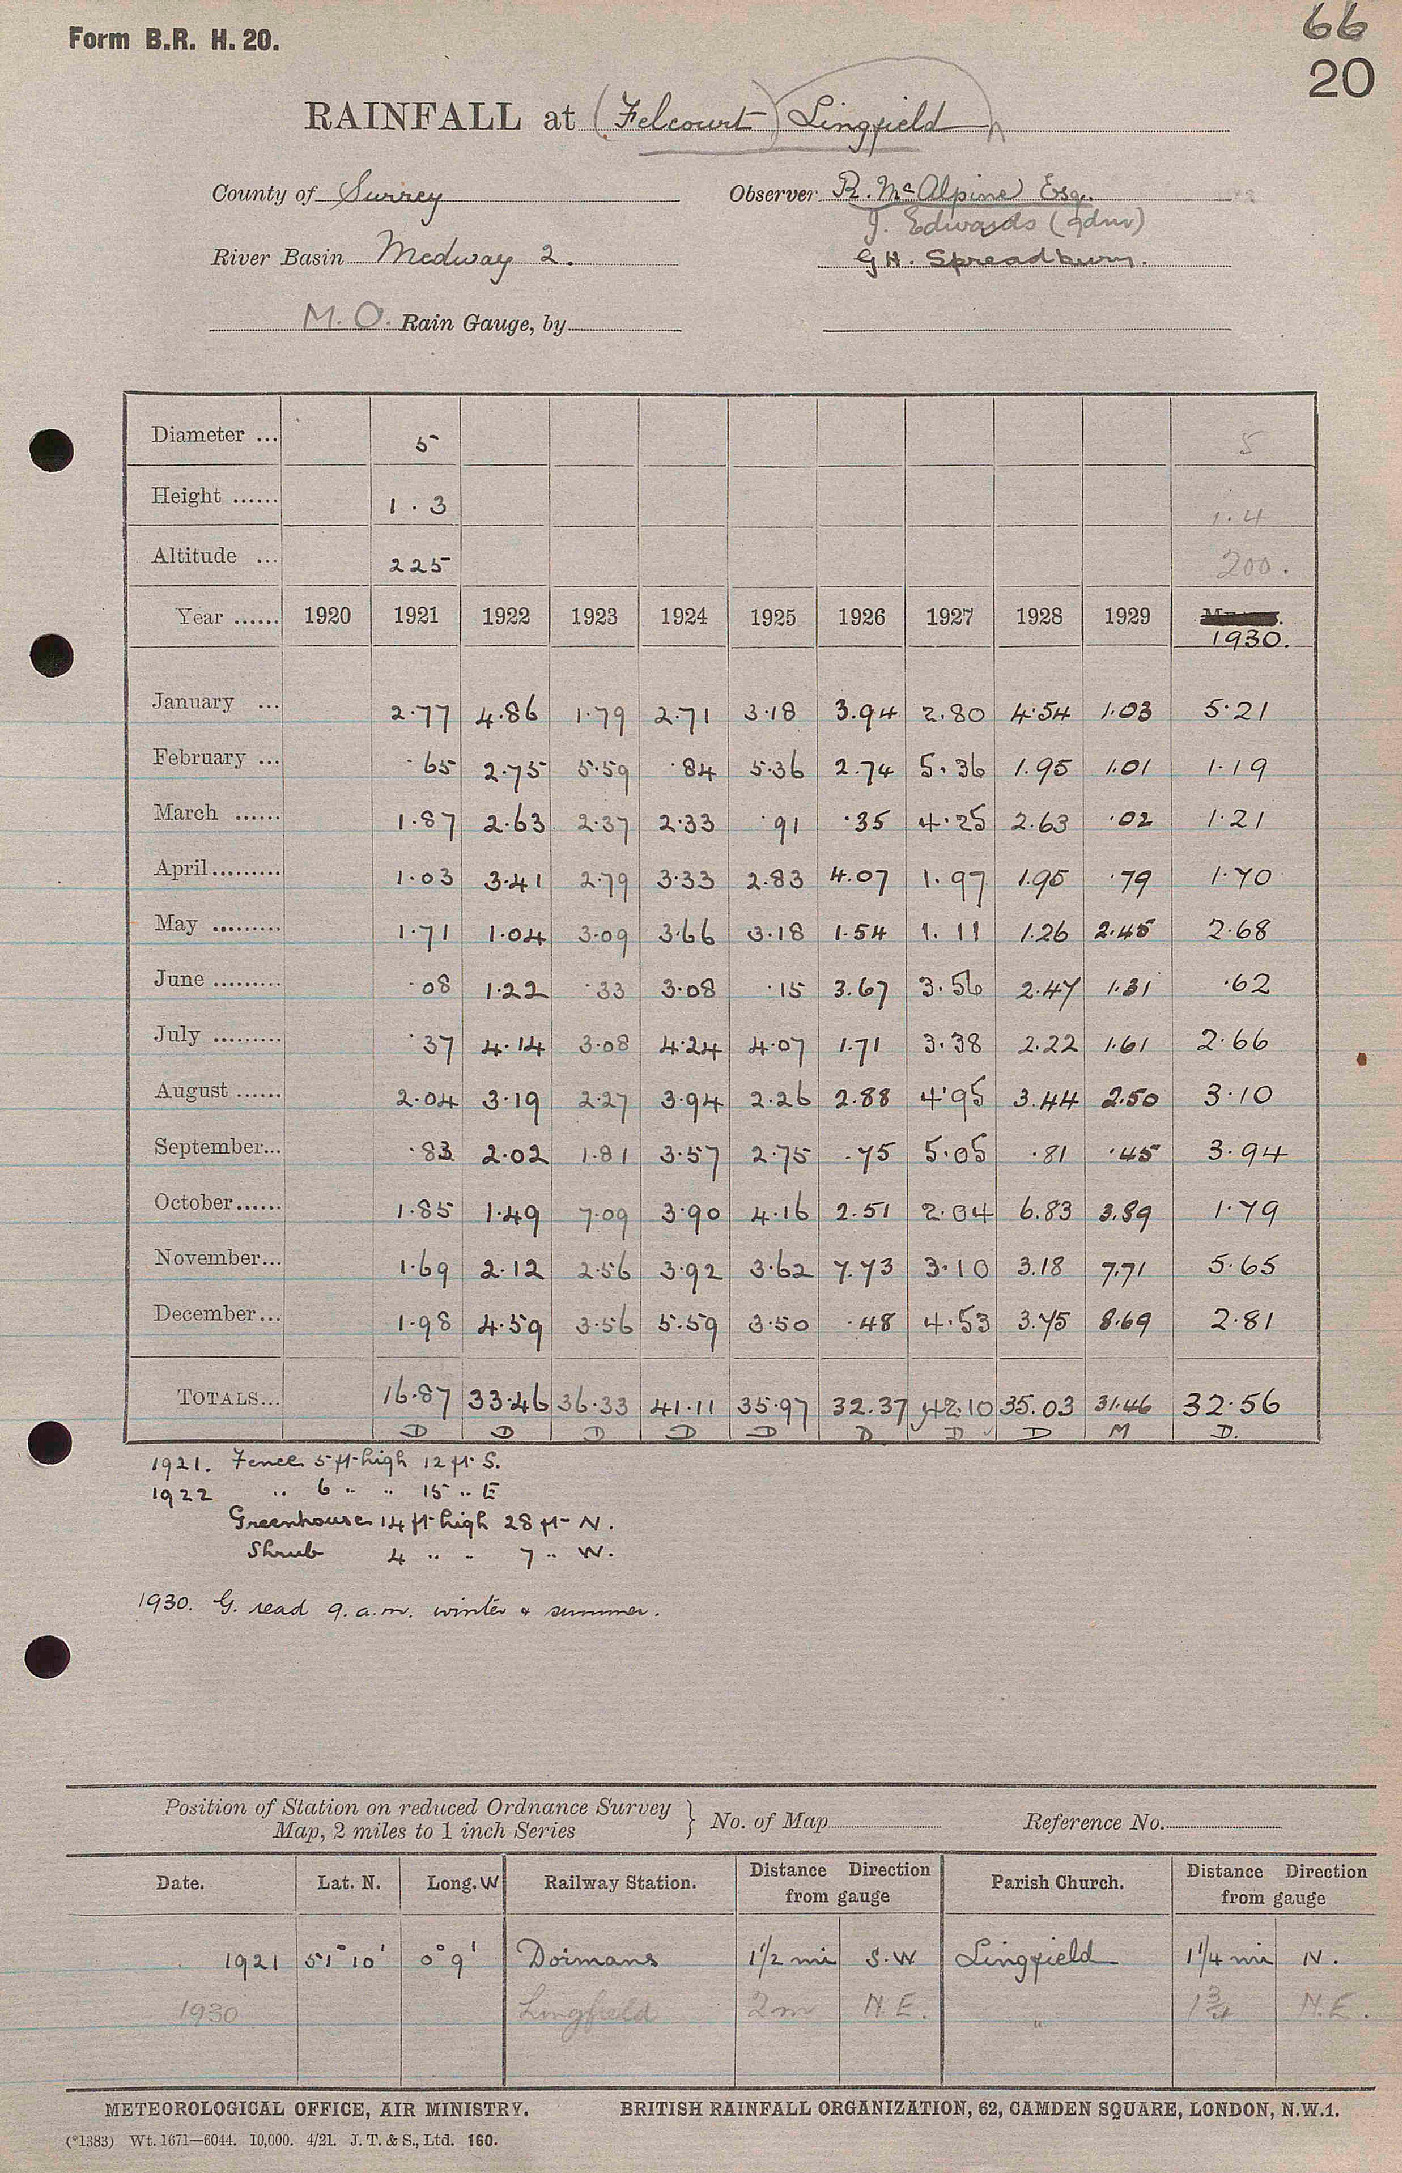 66
Form B.R. H. 20.
20
RAINFALL at (Felcourt) Lingfield
County of Surrey Observer R. McAlpine Esq.
J. Edwards (gdnr)
River Basin Medway 2. G H. Spreadbury.
M.O. Rain Gauge, by
Diameter ... 5 5
Height ...... 1.3 1.4
Altitude ... 225 200.
Year ...... 1920 1921 1922 1923 1924 1925 1926 1927 1928 1929 1930.
January ... 2.77 4.86 1.79 2.71 3.18 3.94 2.80 4.54 1.03 5.21
February ... .65 2.75 5.59 .84 5.36 2.74 5.36 1.95 1.01 1.19
March ...... 1.87 2.63 2.37 2.33 .91 .35 4.25 2.63 .02 1.21
April......... 1.03 3.41 2.79 3.33 2.83 4.07 1.97 1.95 .79 1.70
May ......... 1.71 1.04 3.09 3.66 3.18 1.54 1.11 1.26 2.45 2.68
June ......... .08 1.22 .33 3.08 .15 3.67 3.56 2.47 1.31 .62
July ......... .37 4.14 3.08 4.24 4.07 1.71 3.38 2.22 1.61 2.66
August ...... 2.04 3.19 2.27 3.94 2.26 2.88 4.95 3.44 2.50 3.10
September... .83 2.02 1.81 3.57 2.75 .75 5.05 .81 .45 3.94
October...... 1.85 1.49 7.09 3.90 4.16 2.51 2.04 6.83 3.89 1.79
November... 1.69 2.12 2.56 3.92 3.62 7.73 3.10 3.18 7.71 5.65
December... 1.98 4.59 3.56 5.59 3.50 .48 4.53 3.75 8.69 2.81
TOTALS... 16.87 33.46 36.33 41.11 35.97 32.37 42.10 35.03 31.46 32.56
D D D D D D D D M D.
1921. Fence 5 ft high 12 ft S.
1922 " 6 " " 15 " E
Greenhouses 14 ft high 28 ft N.
Shrub 4 " " 7 " W.
1930. G. read 9.a.m. winter & summer.
Position of Station on reduced Ordnance Survey
Map, 2 miles to 1 inch Series } No. of Map Reference No.
Date. Lat. N. Long. W Railway Station. Distance Direction from gauge Parish Church. Distance Direction from gauge
1921 51° 10' 0° 9' Dormans 1 1/2 mi S.W Lingfield 1 1/4 mi N.
1930 Lingfield 2 m N.E. " 1 3/4 N.E.
METEOROLOGICAL OFFICE, AIR MINISTRY. BRITISH RAINFALL ORGANIZATION, 62, CAMDEN SQUARE, LONDON, N.W.1.
(*1383) Wt. 1671—6044. 10,000. 4/21. J. T. & S., Ltd. 160.